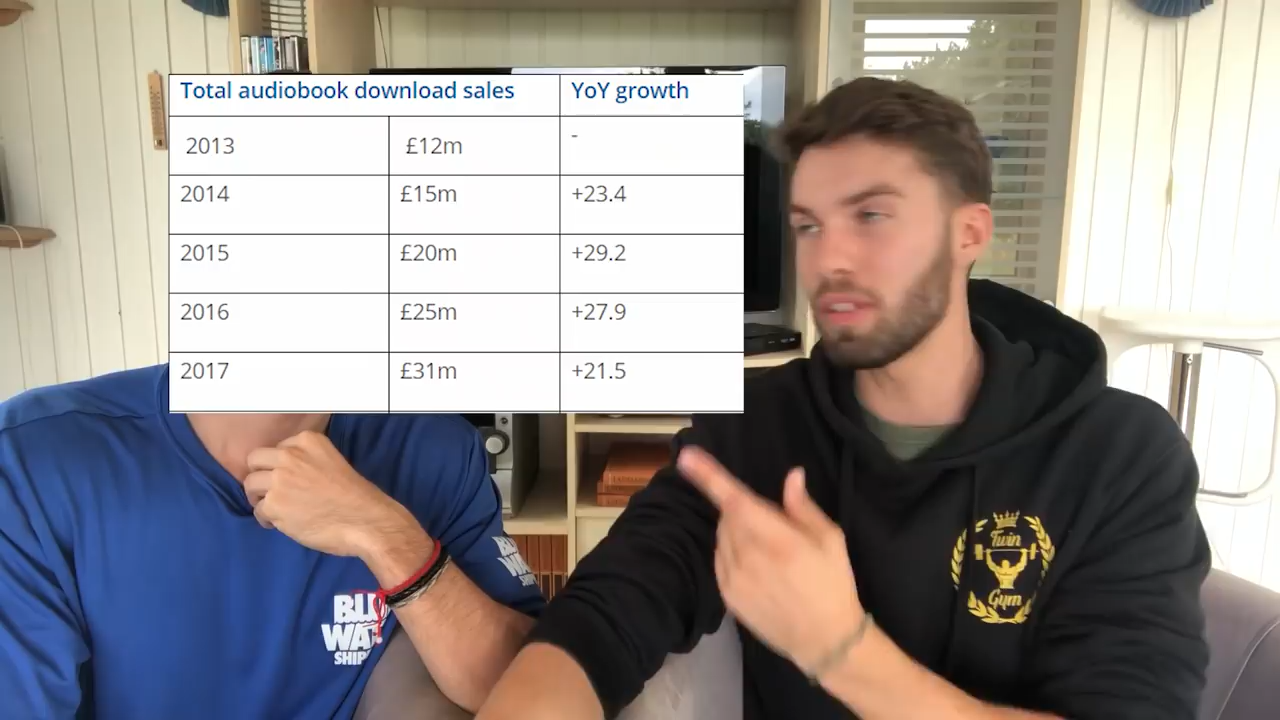 Total audiobook download sales YoY growth
2013 £12m -
2014 £15m +23.4
2015 £20m +29.2
2016 £25m +27.9
2017 £31m +21.5
Twin
Gym